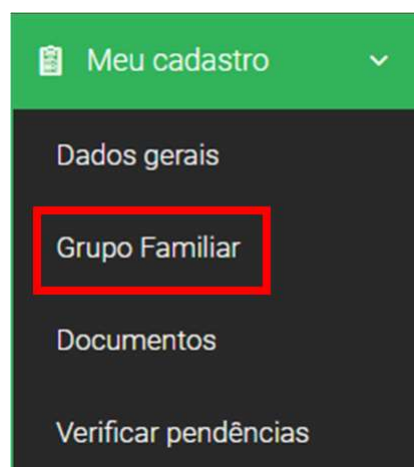 Meu cadastro
Dados gerais
Grupo Familiar
Documentos
Verificar pendências